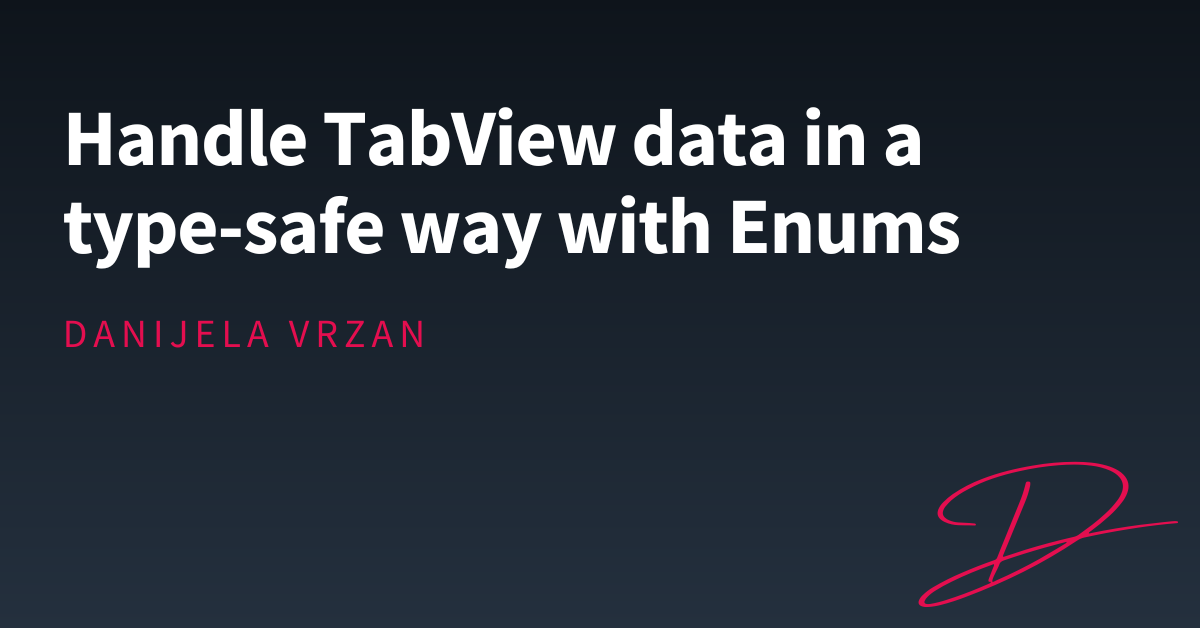 Handle TabView data in a
type-safe way with Enums
DANIJELA VRZAN
D